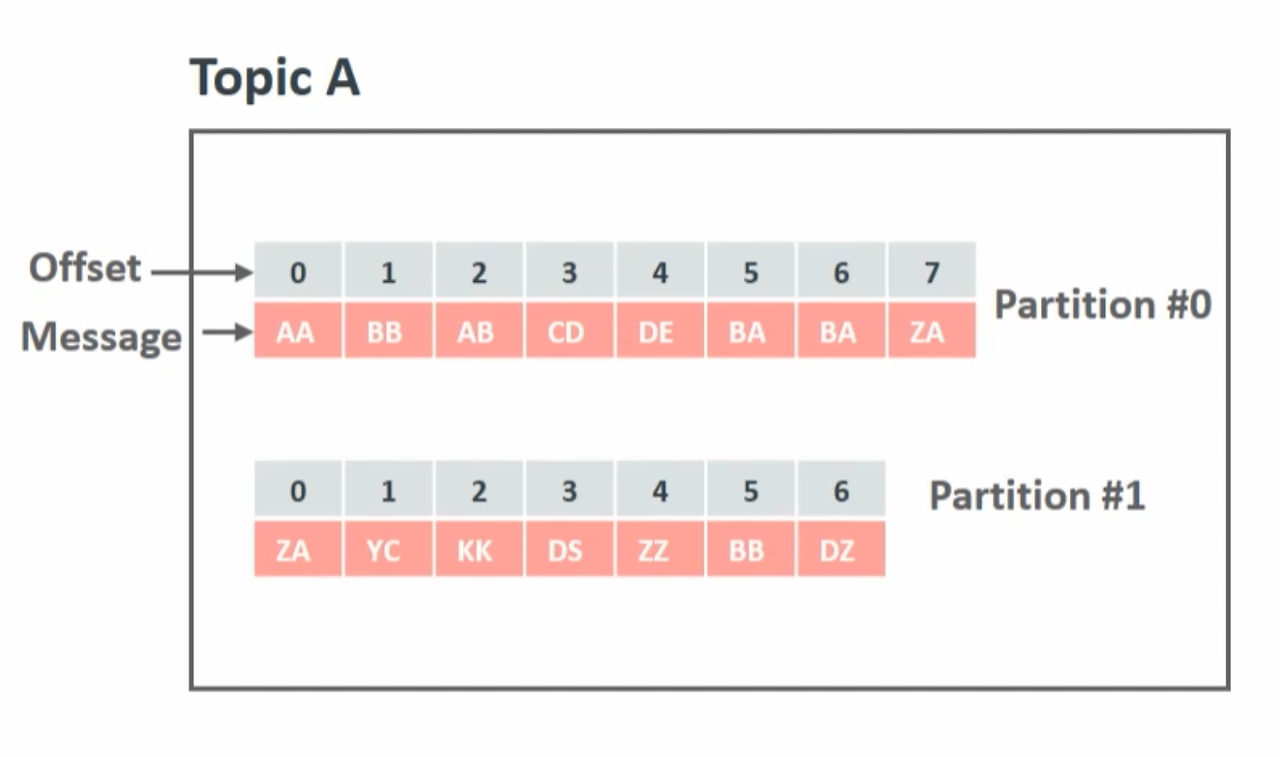 Topic A
Offset
0 1 2 3 4 5 6 7
Message
AA BB AB CD DE BA BA ZA
Partition #0
0 1 2 3 4 5 6
ZA YC KK DS ZZ BB DZ
Partition #1